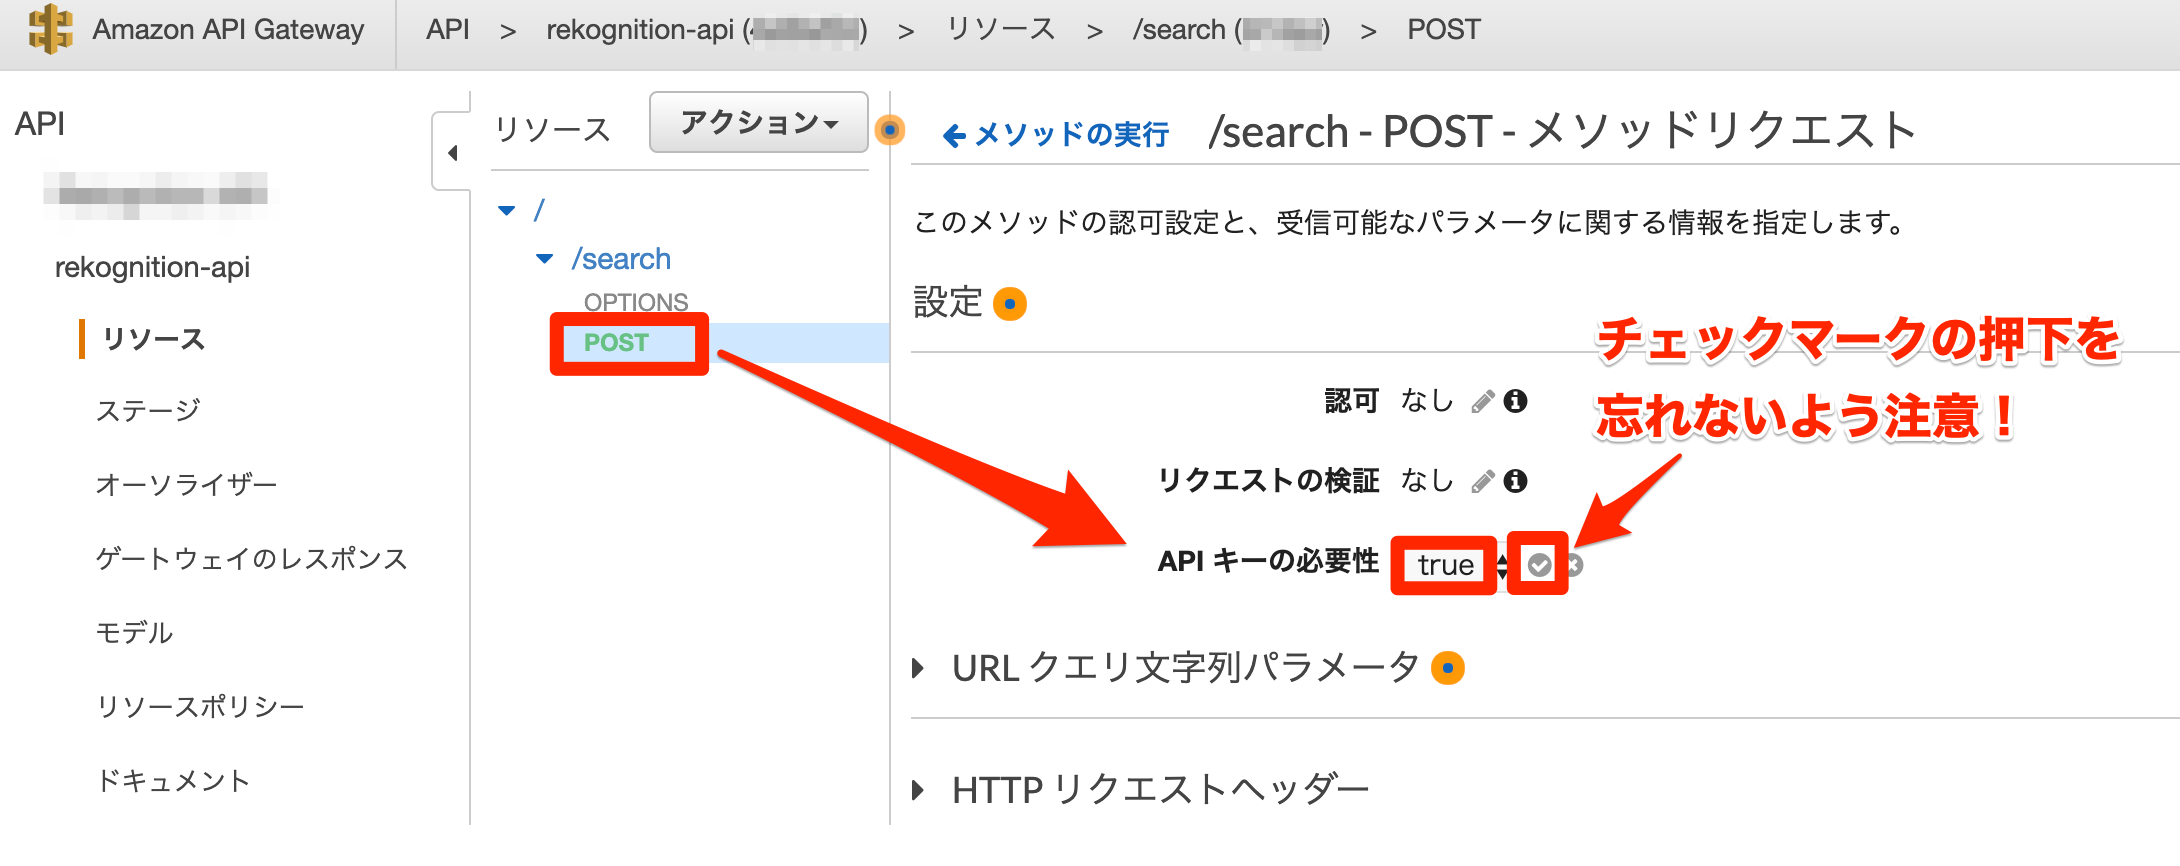 Amazon API Gateway
API > rekognition-api ( ) > リソース > /search ( ) > POST
API
rekognition-api
リソース
ステージ
オーソライザー
ゲートウェイのレスポンス
モデル
リソースポリシー
ドキュメント
リソース
アクション
/
/search
OPTIONS
POST
メソッドの実行
/search - POST - メソッドリクエスト
このメソッドの認可設定と、受信可能なパラメータに関する情報を指定します。
設定
チェックマークの押下を
忘れないよう注意！
認可 なし
リクエストの検証 なし
API キーの必要性 true
URL クエリ文字列パラメータ
HTTP リクエストヘッダー